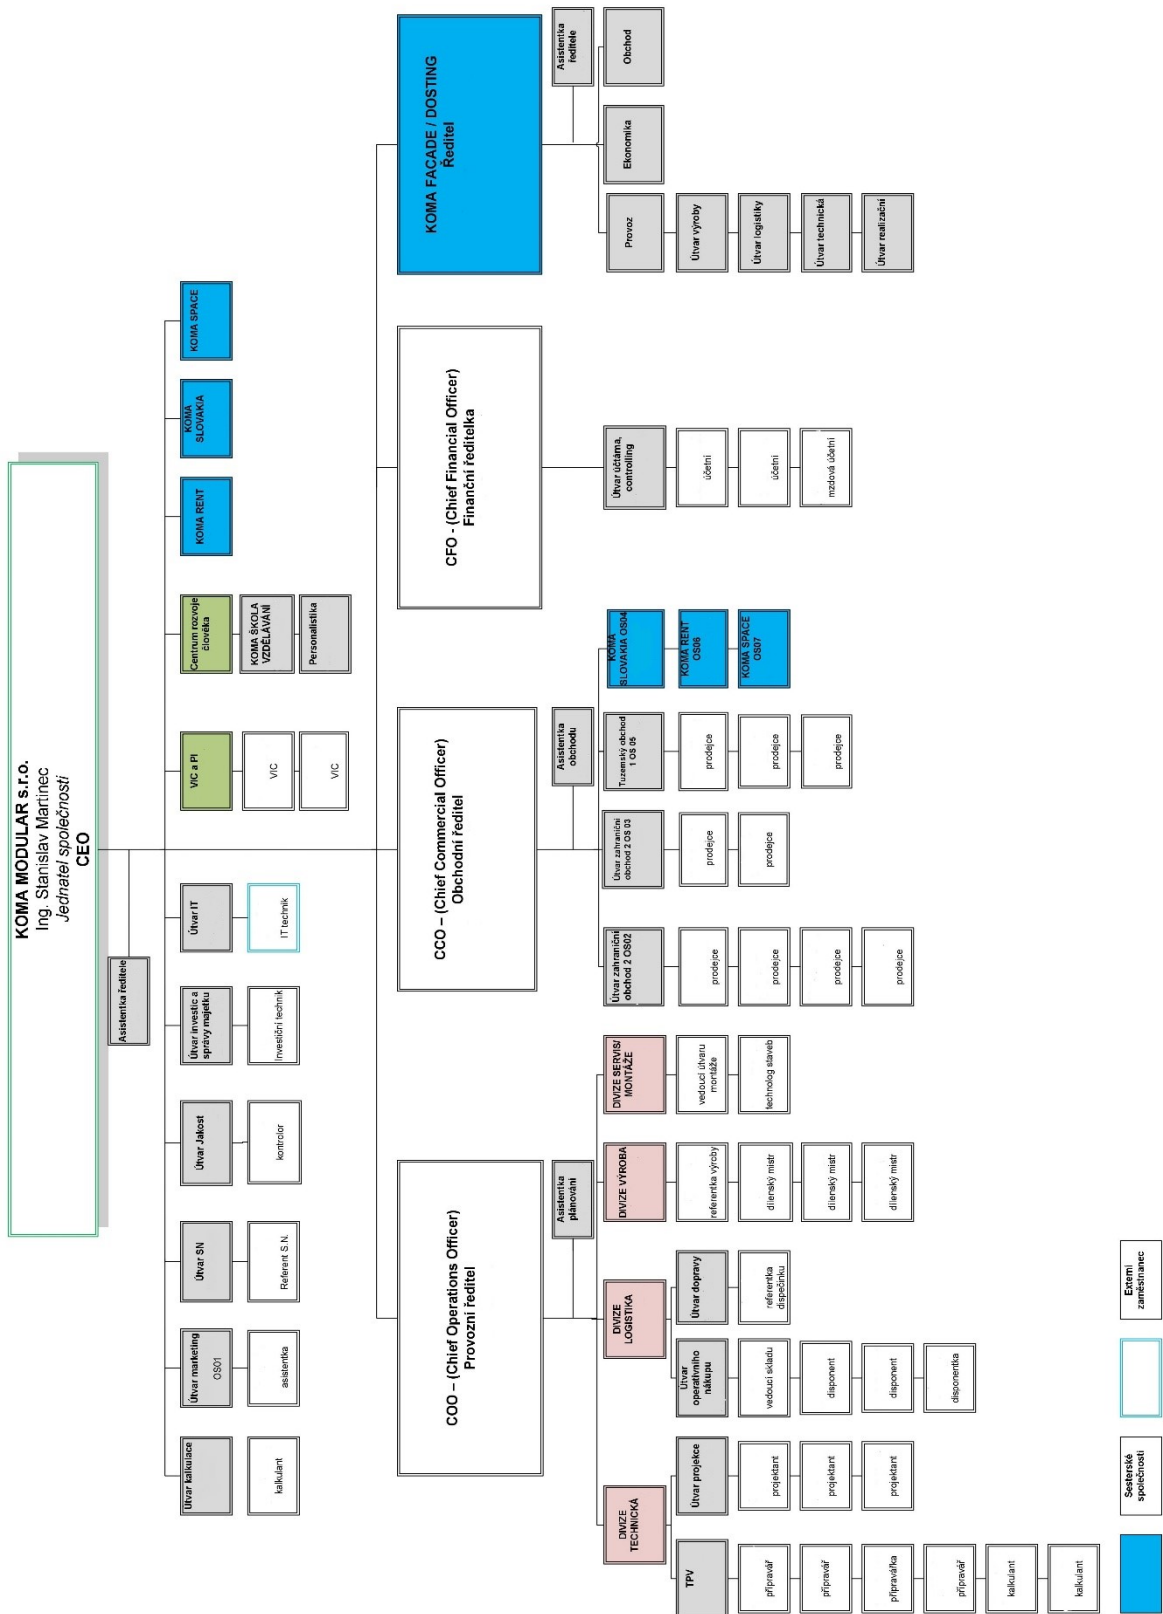 KOMA MODULAR s.r.o.
Ing. Stanislav Martinec
Jednatel společnosti
CEO
Asistentka ředitele
Útvar kalkulace
kalkulant
Útvar marketing
OS01
asistentka
Útvar SN
Referent S.N.
Útvar Jakost
kontrolor
Útvar investic a
správy majetku
Investiční technik
Útvar IT
IT technik
VIC a PI
VIC
VIC
Centrum rozvoje
člověka
KOMA ŠKOLA
VZDĚLÁVÁNÍ
Personalistika
KOMA RENT
KOMA
SLOVAKIA
KOMA SPACE
COO – (Chief Operations Officer)
Provozní ředitel
Asistentka
plánování
DIVIZE
TECHNICKÁ
TPV
přípravář
přípravář
přípravářka
přípravář
kalkulant
kalkulant
Útvar projekce
projektant
projektant
projektant
DIVIZE
LOGISTIKA
Útvar
operativního
nákupu
vedoucí skladu
disponent
disponent
disponentka
Útvar dopravy
referentka
dispečinku
DIVIZE VÝROBA
referentka výroby
dílenský mistr
dílenský mistr
dílenský mistr
DIVIZE SERVIS/
MONTÁŽE
vedoucí útvaru
montáže
technolog staveb
CCO – (Chief Commercial Officer)
Obchodní ředitel
Asistentka
obchodu
Útvar zahraniční
obchod 2 OS02
prodejce
prodejce
prodejce
prodejce
Útvar zahraniční
obchod 2 OS 03
prodejce
prodejce
Tuzemský obchod
1 OS 05
prodejce
prodejce
prodejce
KOMA
SLOVAKIA OS04
KOMA RENT
OS06
KOMA SPACE
OS07
CFO - (Chief Financial Officer)
Finanční ředitelka
Útvar účtárna,
controlling
účetní
účetní
mzdová účetní
KOMA FACADE / DOSTING
Ředitel
Asistentka
ředitele
Provoz
Útvar výroby
Útvar logistiky
Útvar technická
Útvar realizační
Ekonomika
Obchod
Sesterské
společnosti
Externí
zaměstnanec